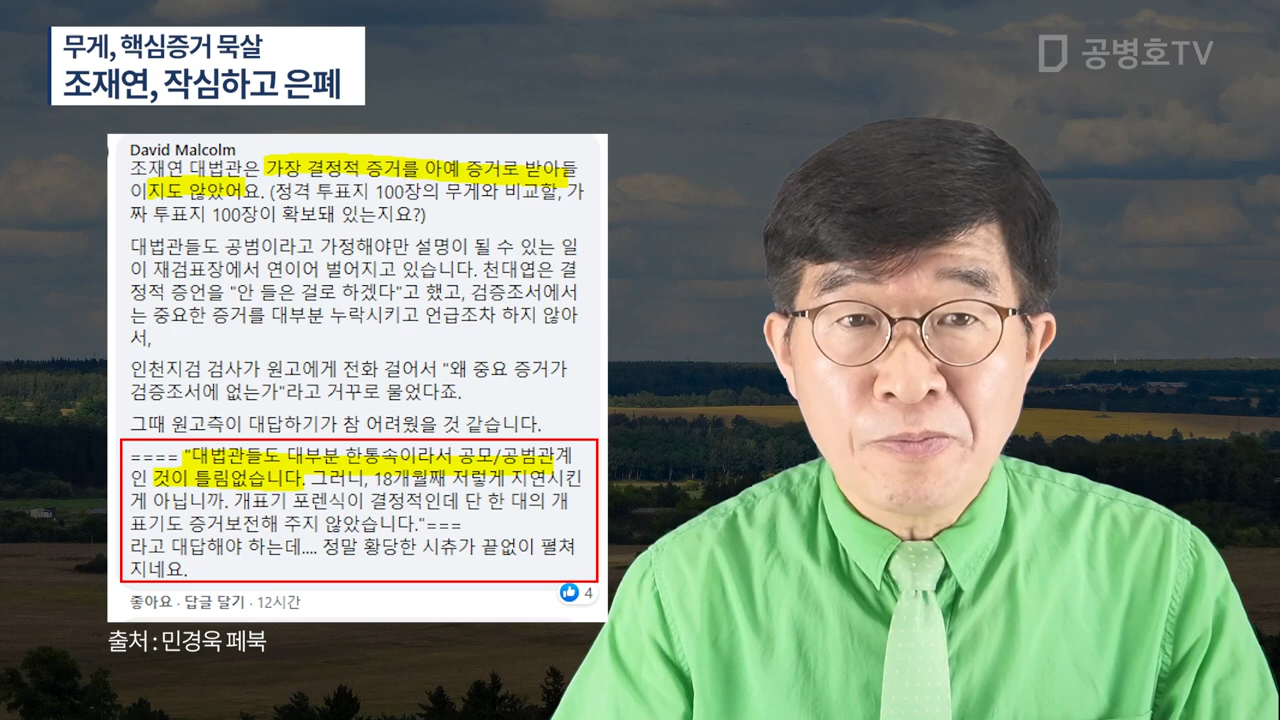 무게, 핵심증거 묵살
조재연, 작심하고 은폐
공병호TV
David Malcolm
조재연 대법관은 가장 결정적 증거를 아예 증거로 받아들
이지도 않았어요. (정격 투표지 100장의 무게와 비교할, 가
짜 투표지 100장이 확보돼 있는지요?)
대법관들도 공범이라고 가정해야만 설명이 될 수 있는 일
이 재검표장에서 연이어 벌어지고 있습니다. 천대엽은 결
정적 증언을 "안 들은 걸로 하겠다"고 했고, 검증조서에서
는 중요한 증거를 대부분 누락시키고 언급조차 하지 않아
서,
인천지검 검사가 원고에게 전화 걸어서 "왜 중요 증거가
검증조서에 없는가"라고 거꾸로 물었다죠.
그때 원고측이 대답하기가 참 어려웠을 것 같습니다.
==== "대법관들도 대부분 한통속이라서 공모/공범관계
인 것이 틀림없습니다. 그러니, 18개월째 저렇게 지연시킨
게 아닙니까. 개표기 포렌식이 결정적인데 단 한 대의 개
표기도 증거보전해 주지 않았습니다."===
라고 대답해야 하는데.... 정말 황당한 시츄가 끝없이 펼쳐
지네요.
좋아요 · 답글 달기 · 12시간
4
출처 : 민경욱 페북